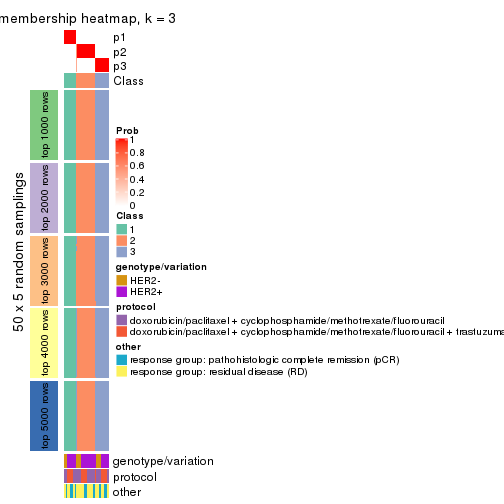 membership heatmap, k = 3
p1
p2
p3
Class
50 x 5 random samplings
top 1000 rows
top 2000 rows
top 3000 rows
top 4000 rows
top 5000 rows
Prob
1
0.8
0.6
0.4
0.2
0
Class
1
2
3
genotype/variation
HER2-
HER2+
protocol
doxorubicin/paclitaxel + cyclophosphamide/methotrexate/fluorouracil
doxorubicin/paclitaxel + cyclophosphamide/methotrexate/fluorouracil + trastuzuma
other
response group: pathohistologic complete remission (pCR)
response group: residual disease (RD)
genotype/variation
protocol
other